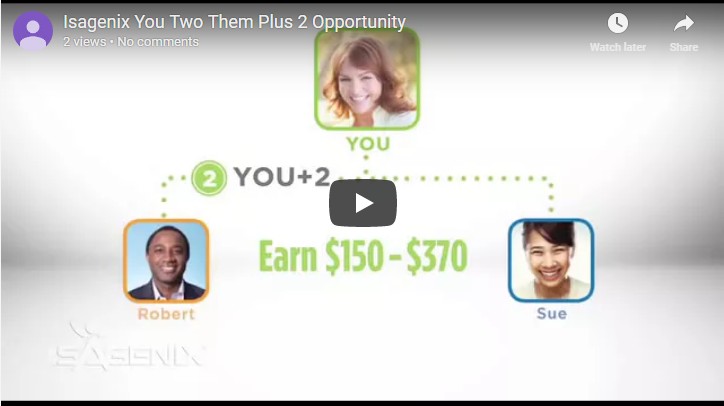 Isagenix You Two Them Plus 2 Opportunity
2 views • No comments
Watch later
Share
YOU
2 YOU+2
Earn $150 - $370
Robert
Sue
ISAGENIX